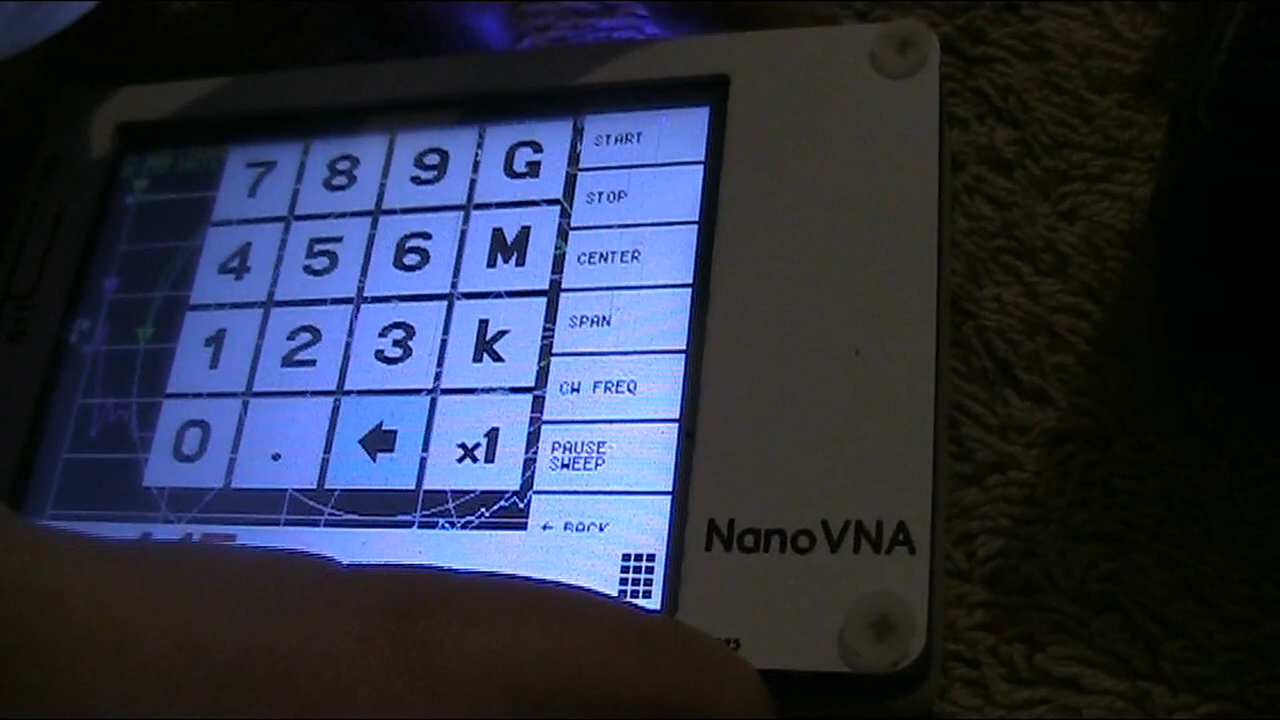 7 8 9 G
4 5 6 M
1 2 3 k
0 . ← x1
START
STOP
CENTER
SPAN
CW FREQ
PAUSE
SWEEP
← BACK
NanoVNA